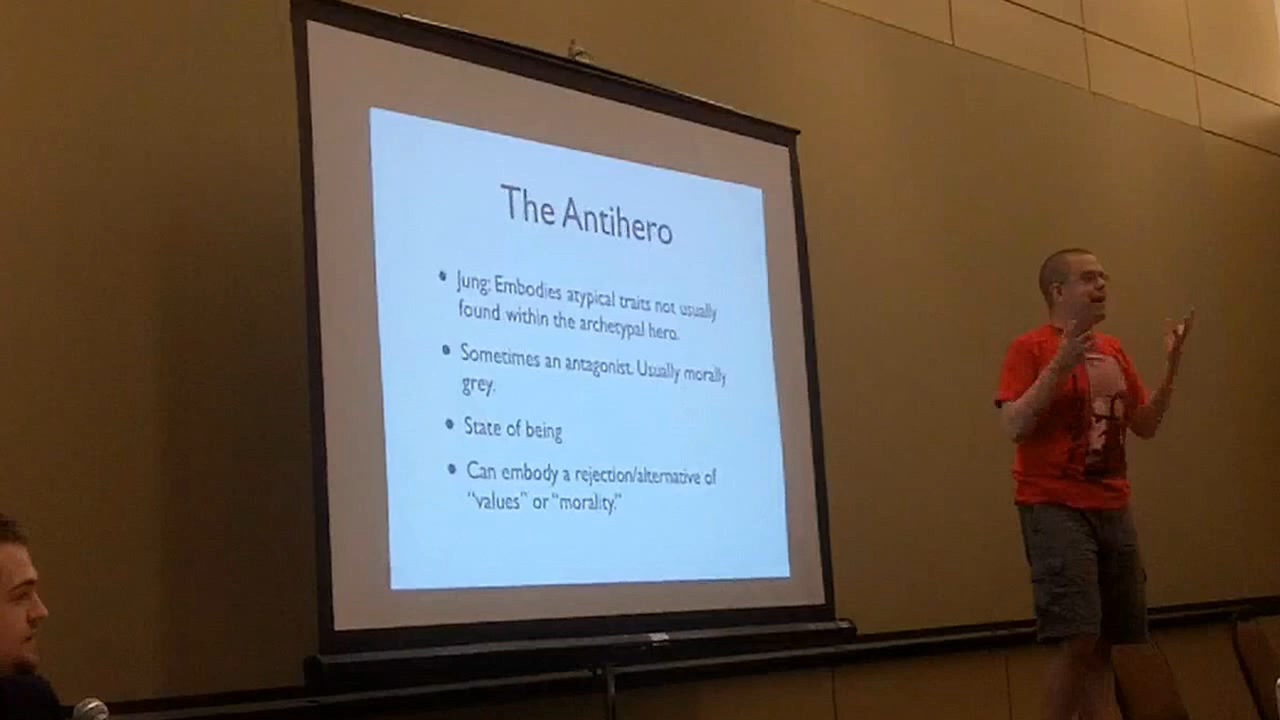 The Antihero
• Jung: Embodies atypical traits not usually
found within the archetypal hero.
• Sometimes an antagonist. Usually morally
grey.
• State of being
• Can embody a rejection/alternative of
“values” or “morality.”